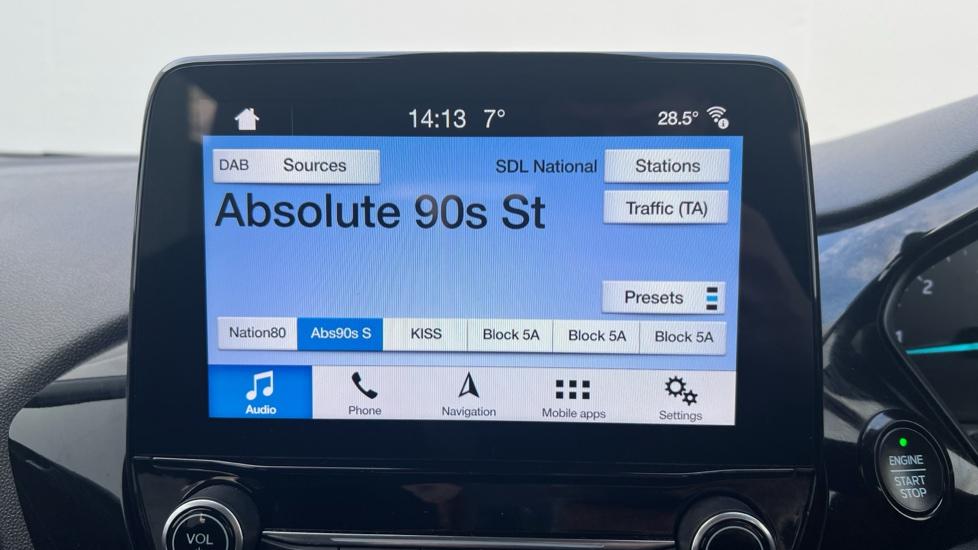 14:13 7° 28.5°
DAB Sources SDL National Stations
Absolute 90s St Traffic (TA)
Presets
Nation80 Abs90s S KISS Block 5A Block 5A Block 5A
Audio Phone Navigation Mobile apps Settings
VOL
2
1
ENGINE
START
STOP